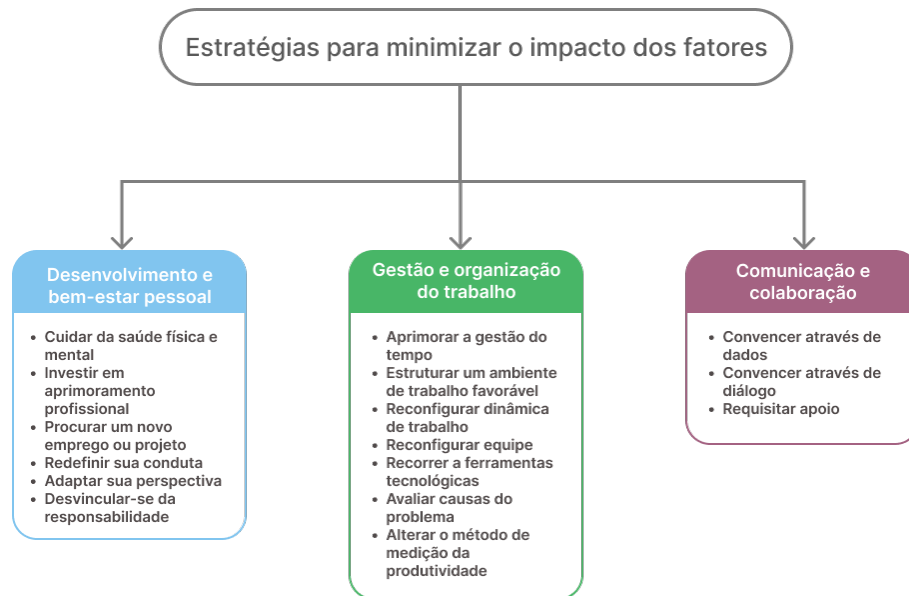 Estratégias para minimizar o impacto dos fatores
Desenvolvimento e
bem-estar pessoal
• Cuidar da saúde física e
mental
• Investir em
aprimoramento
profissional
• Procurar um novo
emprego ou projeto
• Redefinir sua conduta
• Adaptar sua perspectiva
• Desvincular-se da
responsabilidade
Gestão e organização
do trabalho
• Aprimorar a gestão do
tempo
• Estruturar um ambiente
de trabalho favorável
• Reconfigurar dinâmica
de trabalho
• Reconfigurar equipe
• Recorrer a ferramentas
tecnológicas
• Avaliar causas do
problema
• Alterar o método de
medição da
produtividade
Comunicação e
colaboração
• Convencer através de
dados
• Convencer através de
diálogo
• Requisitar apoio